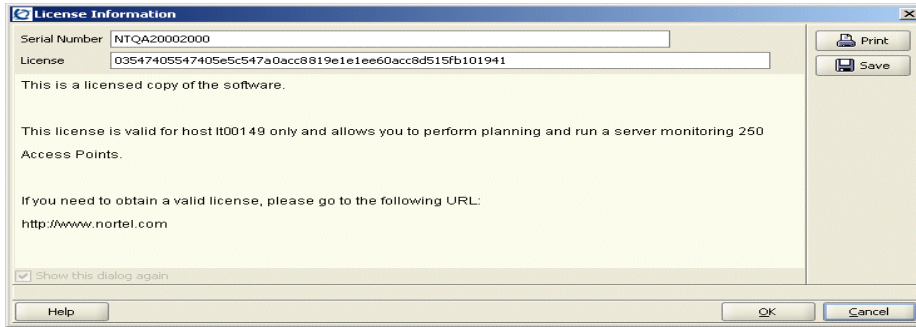 License Information
Serial Number NTQA20002000
Print
License 03547405547405e5c547a0acc8819e1e1ee60acc8d515fb101941
Save
This is a licensed copy of the software.
This license is valid for host lt00149 only and allows you to perform planning and run a server monitoring 250
Access Points.
If you need to obtain a valid license, please go to the following URL:
http://www.nortel.com
Show this dialog again
Help
OK
Cancel